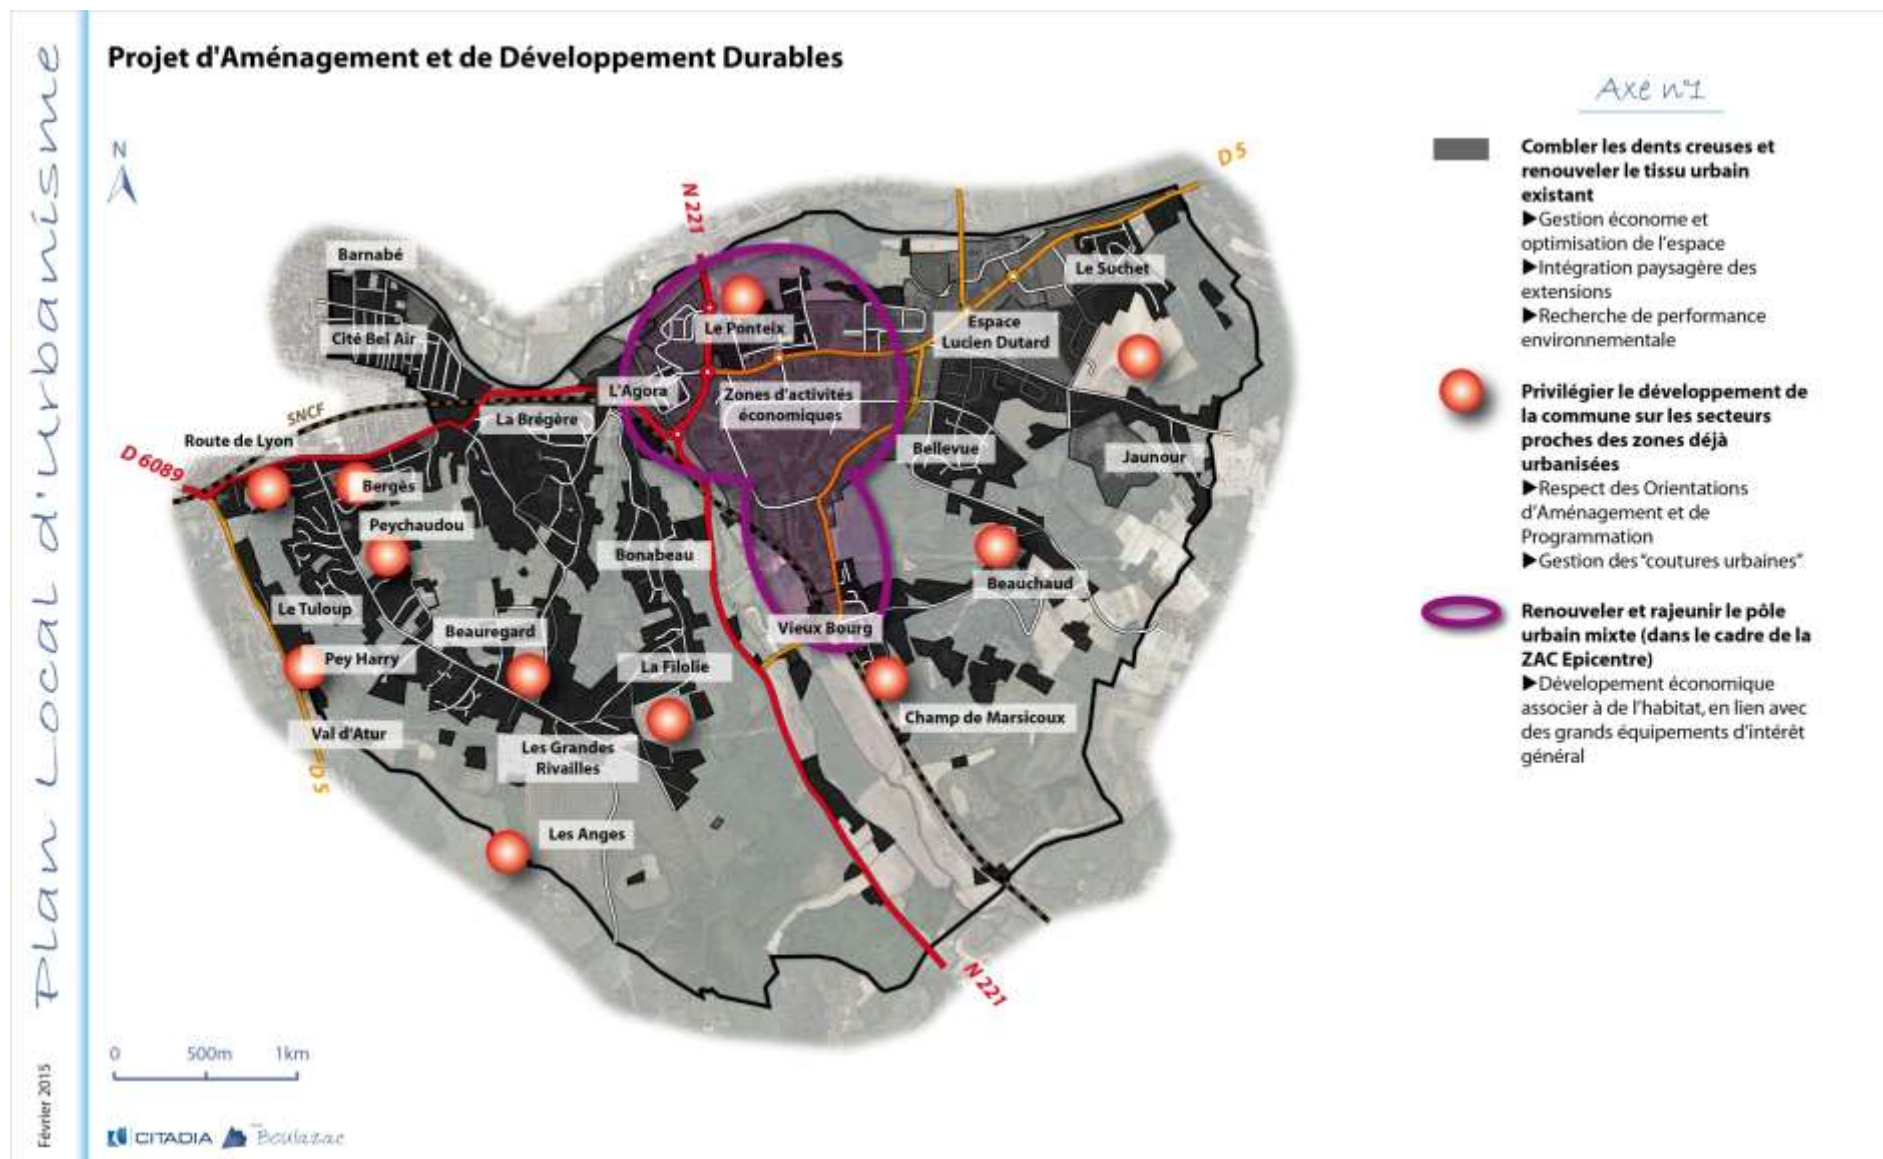 Plan Local d'urbanisme
Février 2015
Projet d'Aménagement et de Développement Durables
N
N 221
D 5
Barnabé
Le Suchet
Cité Bel Air
Le Ponteix
Espace
Lucien Dutard
L'Agora
Zones d'activités
économiques
SNCF
La Brégère
Route de Lyon
D 6089
Bellevue
Jaunour
Bergès
Peychaudou
Bonabeau
Beauchaud
Le Tuloup
Beauregard
Vieux Bourg
Pey Harry
La Filolie
Champ de Marsicoux
Val d'Atur
Les Grandes
Rivailles
D 5
Les Anges
N 221
0 500m 1km
CITADIA
Boulazac
Axe n°1
Combler les dents creuses et
renouveler le tissu urbain
existant
▶Gestion économe et
optimisation de l'espace
▶Intégration paysagère des
extensions
▶Recherche de performance
environnementale
Privilégier le développement de
la commune sur les secteurs
proches des zones déjà
urbanisées
▶Respect des Orientations
d'Aménagement et de
Programmation
▶Gestion des "coutures urbaines"
Renouveler et rajeunir le pôle
urbain mixte (dans le cadre de la
ZAC Epicentre)
▶Dévelopement économique
associer à de l'habitat, en lien avec
des grands équipements d'intérêt
général